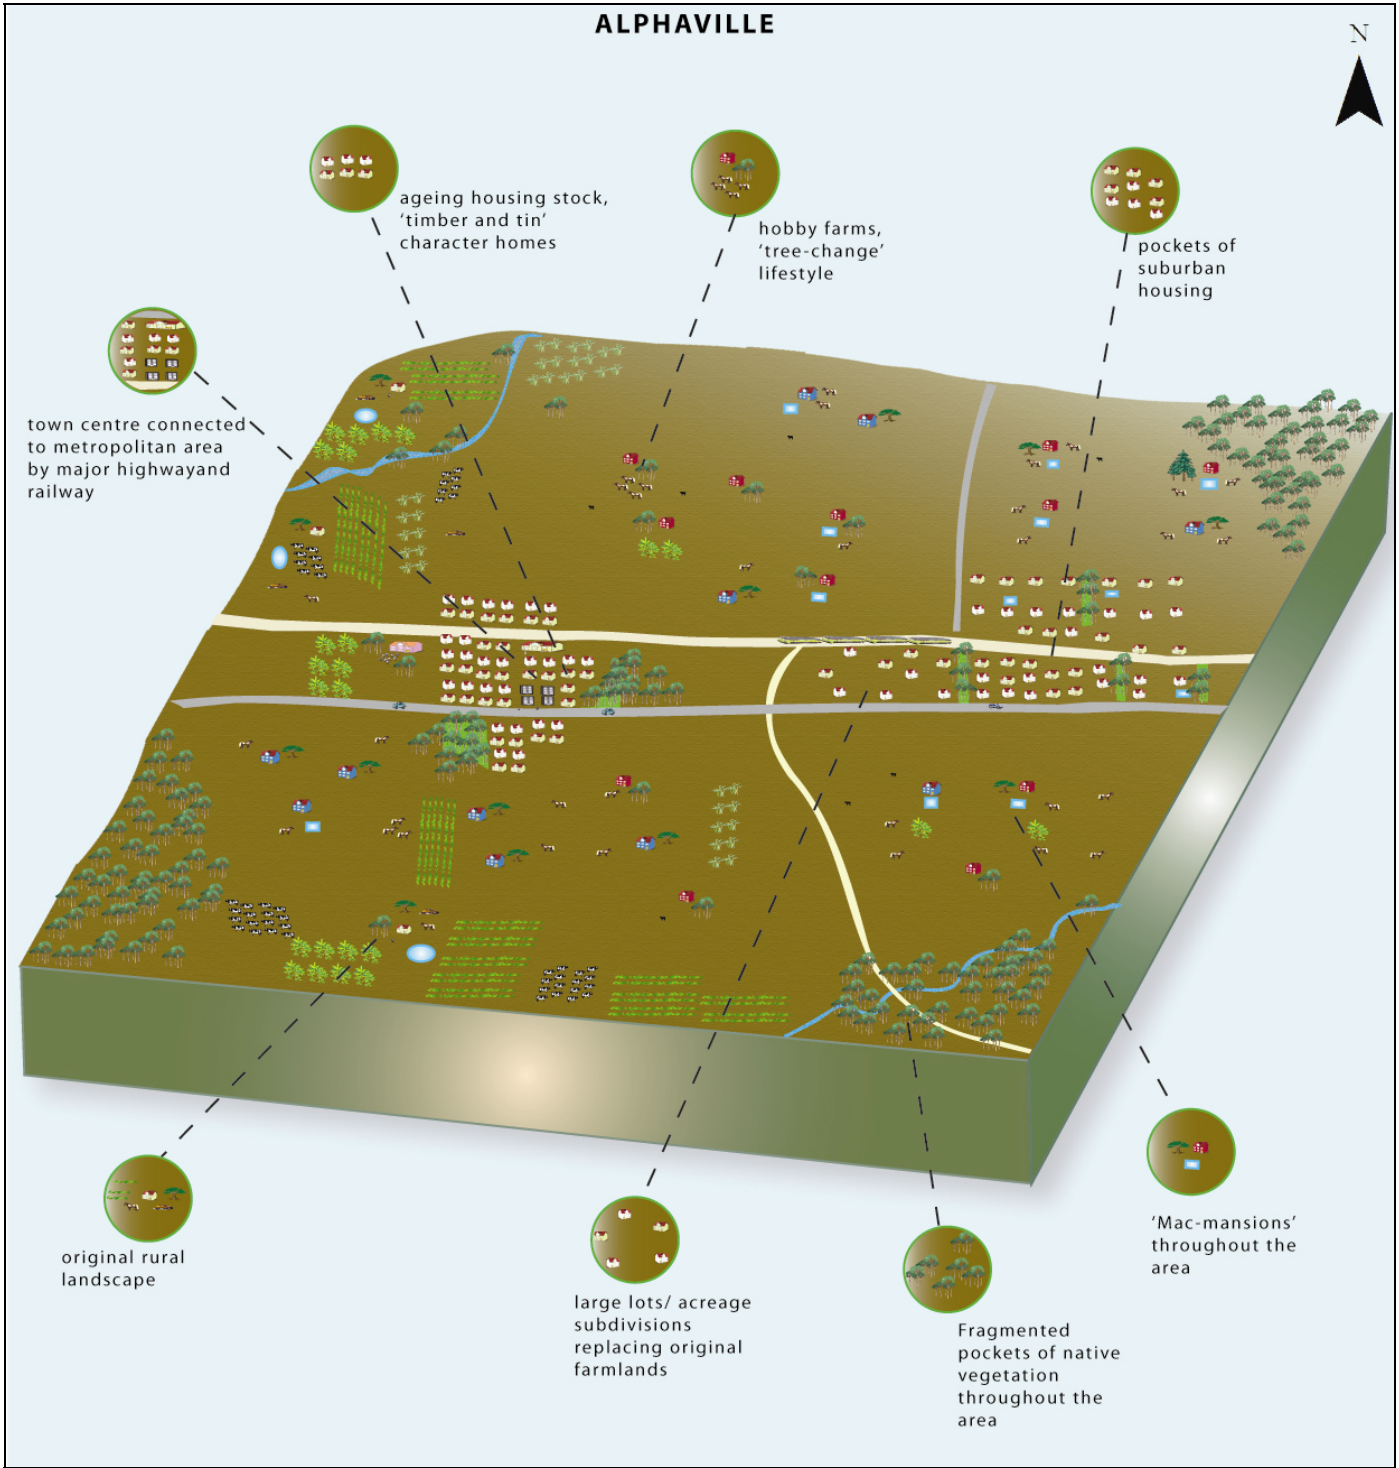 ALPHAVILLE
N
ageing housing stock,
‘timber and tin’
character homes
hobby farms,
‘tree-change’
lifestyle
pockets of
suburban
housing
town centre connected
to metropolitan area
by major highwayand
railway
original rural
landscape
large lots/ acreage
subdivisions
replacing original
farmlands
Fragmented
pockets of native
vegetation
throughout the
area
‘Mac-mansions’
throughout the
area